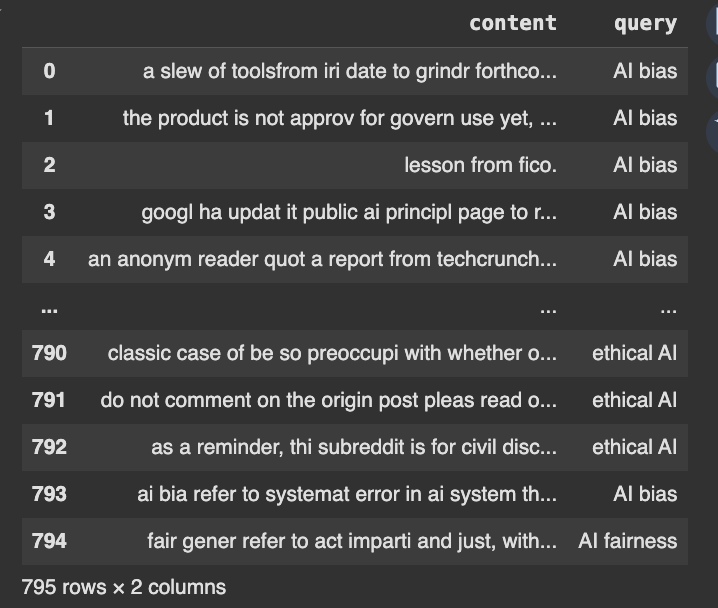 content query
0 a slew of toolsfrom iri date to grindr forthco... AI bias
1 the product is not approv for govern use yet, ... AI bias
2 lesson from fico. AI bias
3 googl ha updat it public ai principl page to r... AI bias
4 an anonym reader quot a report from techcrunch... AI bias
... ... ...
790 classic case of be so preoccupi with whether o... ethical AI
791 do not comment on the origin post pleas read o... ethical AI
792 as a reminder, thi subreddit is for civil disc... ethical AI
793 ai bia refer to systemat error in ai system th... AI bias
794 fair gener refer to act imparti and just, with... AI fairness
795 rows × 2 columns